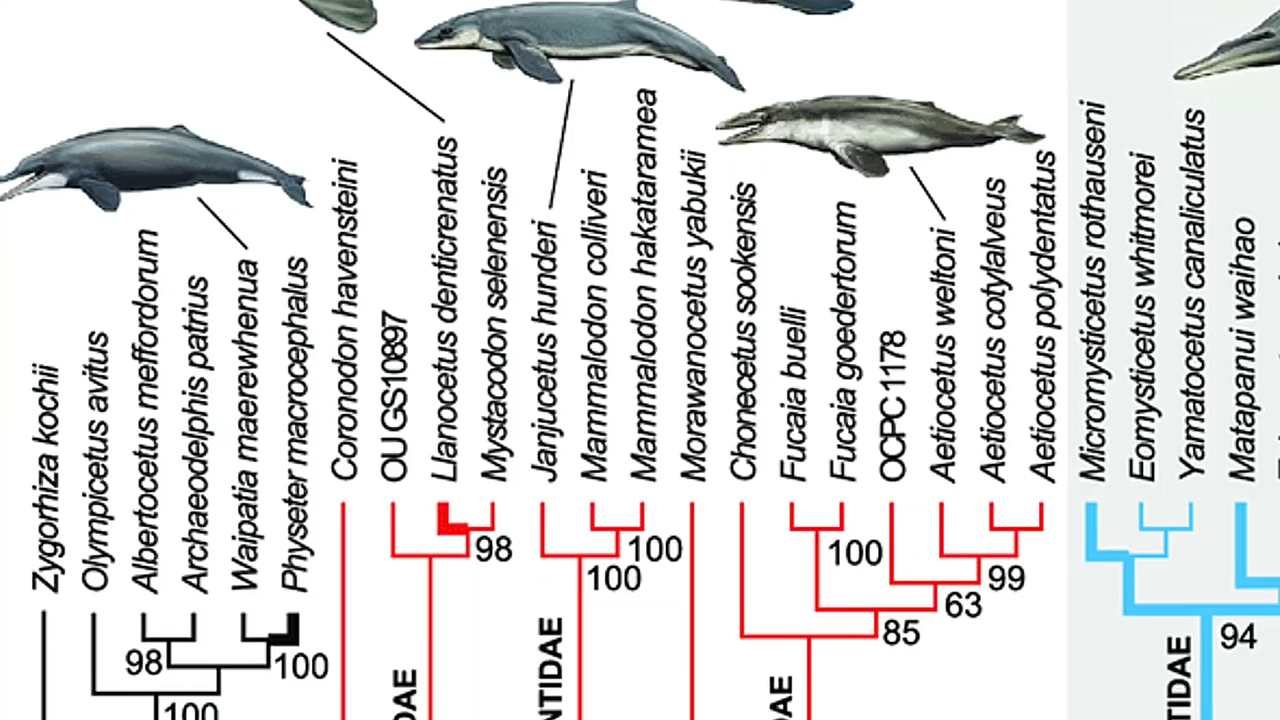 Zygorhiza kochii
Olympicetus avitus
Albertocetus meffordorum
Archaeodelphis patrius
Waipatia maerewhenua
Physeter macrocephalus
Coronodon havensteini
OU GS10897
Llanocetus denticrenatus
Mystacodon selenensis
Janjucetus hunderi
Mammalodon colliveri
Mammalodon hakataramea
Morawanocetus yabukii
Chonecetus sookensis
Fucaia buelli
Fucaia goedertorum
OCPC 1178
Aetiocetus weltoni
Aetiocetus cotylalveus
Aetiocetus polydentatus
Micromysticetus rothauseni
Eomysticetus whitmorei
Yamatocetus canaliculatus
Matapanui waihao
98
100
100
98
100
100
100
99
63
85
94
DAE
NTIDAE
DAE
TIDAE